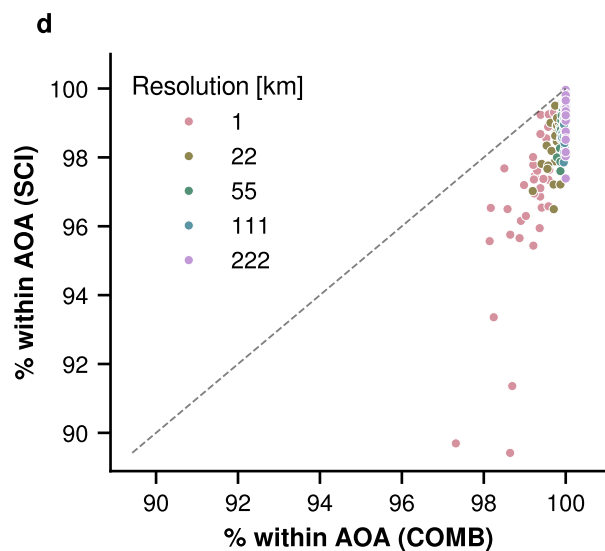 d
Resolution [km]
1
22
55
111
222
% within AOA (SCI)
100
98
96
94
92
90
90 92 94 96 98 100
% within AOA (COMB)